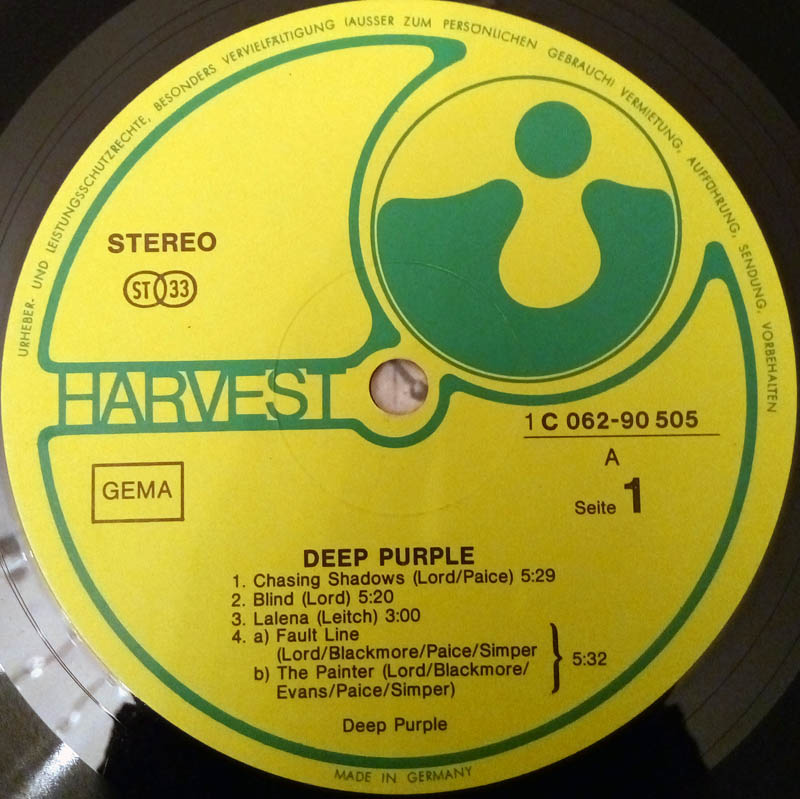 URHEBER- UND LEISTUNGSSCHUTZRECHTE, BESONDERS VERVIELFÄLTIGUNG (AUSSER ZUM PERSÖNLICHEN GEBRAUCH) VERMIETUNG, AUFFÜHRUNG, SENDUNG, VORBEHALTEN
STEREO
ST 33
HARVEST
1 C 062-90 505
A
Seite 1
GEMA
DEEP PURPLE
1. Chasing Shadows (Lord/Paice) 5:29
2. Blind (Lord) 5:20
3. Lalena (Leitch) 3:00
4. a) Fault Line
(Lord/Blackmore/Paice/Simper
b) The Painter (Lord/Blackmore/
Evans/Paice/Simper)
5:32
Deep Purple
MADE IN GERMANY